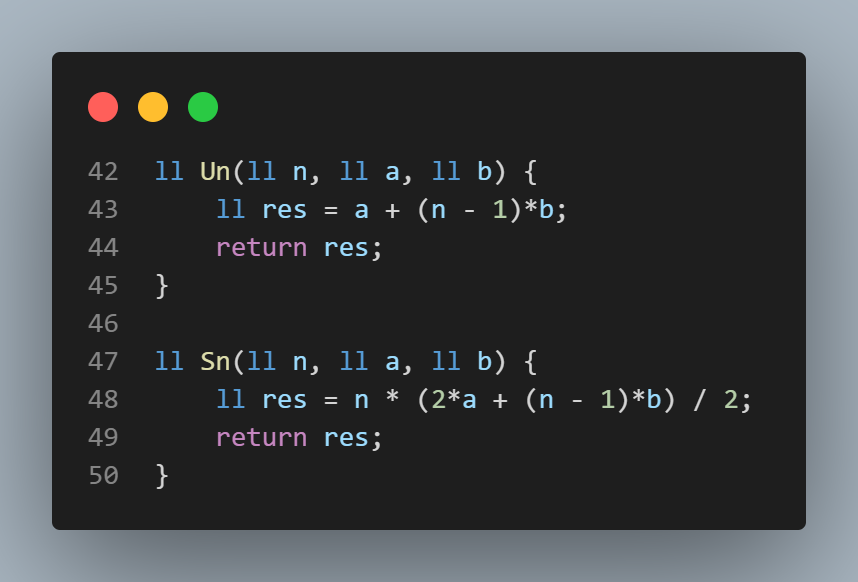 42 ll Un(ll n, ll a, ll b) {
43     ll res = a + (n - 1)*b;
44     return res;
45 }
46
47 ll Sn(ll n, ll a, ll b) {
48     ll res = n * (2*a + (n - 1)*b) / 2;
49     return res;
50 }